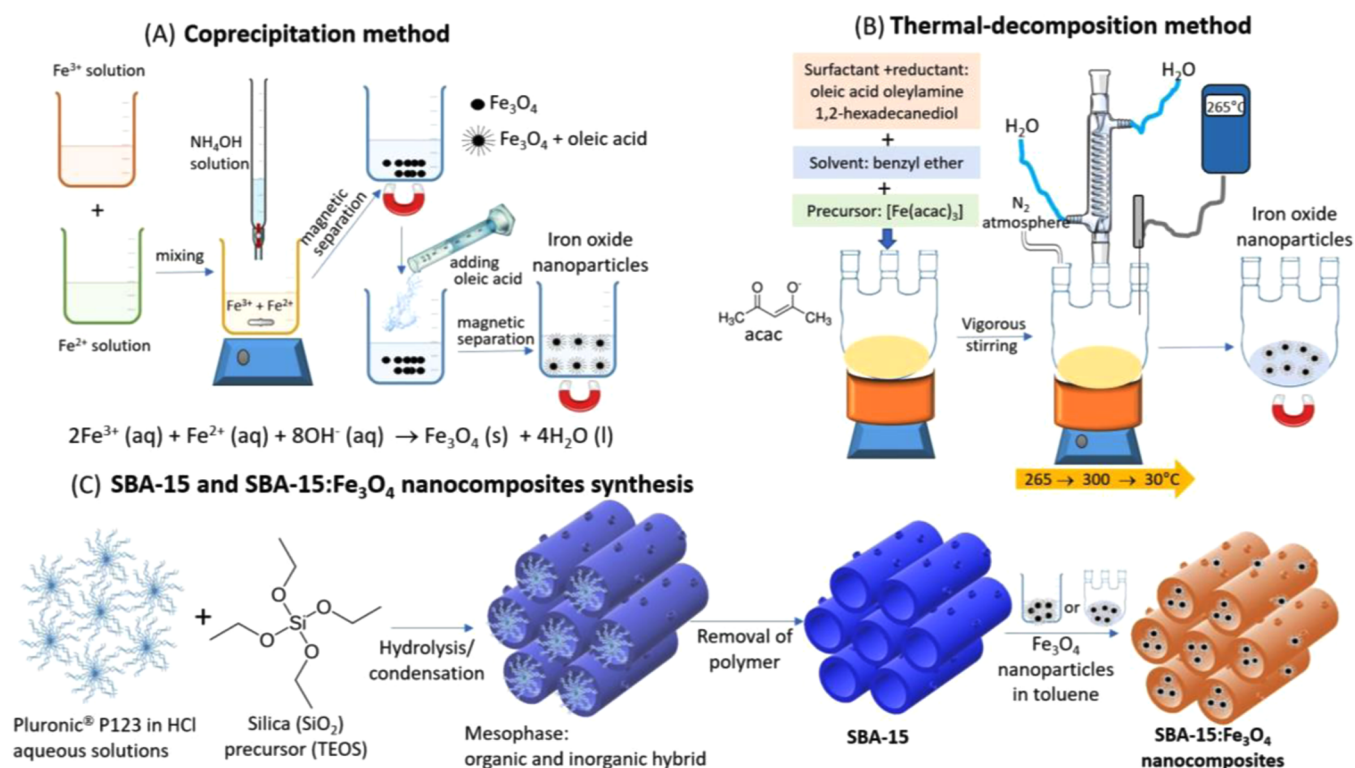 (A) Coprecipitation method
Fe³⁺ solution
+
Fe²⁺ solution
mixing
NH₄OH
solution
Fe³⁺ + Fe²⁺
magnetic
separation
Fe₃O₄
Fe₃O₄ + oleic acid
adding
oleic acid
magnetic
separation
Iron oxide
nanoparticles
2Fe³⁺ (aq) + Fe²⁺ (aq) + 8OH⁻ (aq) → Fe₃O₄ (s) + 4H₂O (l)
(B) Thermal-decomposition method
Surfactant +reductant:
oleic acid oleylamine
1,2-hexadecanediol
+
Solvent: benzyl ether
+
Precursor: [Fe(acac)₃]
O O⁻
H₃C CH₃
acac
Vigorous
stirring
H₂O
H₂O
N₂
atmosphere
265°C
265 → 300 → 30°C
Iron oxide
nanoparticles
(C) SBA-15 and SBA-15:Fe₃O₄ nanocomposites synthesis
Pluronic® P123 in HCl
aqueous solutions
+
O
O
Si
O
O
Silica (SiO₂)
precursor (TEOS)
Hydrolysis/
condensation
Mesophase:
organic and inorganic hybrid
Removal of
polymer
SBA-15
or
Fe₃O₄
nanoparticles
in toluene
SBA-15:Fe₃O₄
nanocomposites